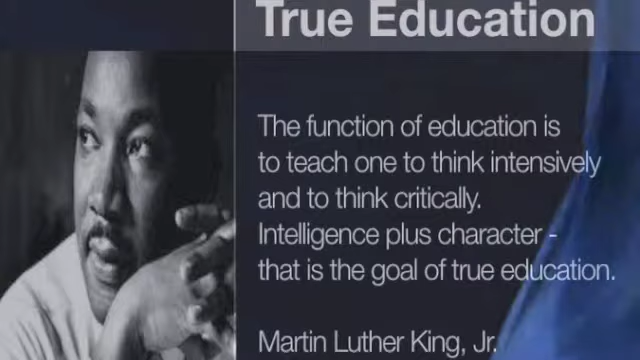 True Education
The function of education is
to teach one to think intensively
and to think critically.
Intelligence plus character -
that is the goal of true education.
Martin Luther King, Jr.